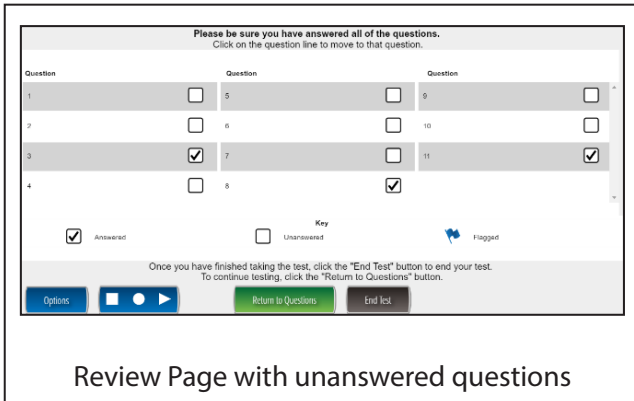 Please be sure you have answered all of the questions.
Click on the question line to move to that question.
Question Question Question
1 5 9
2 6 10
3 7 11
4 8
Key
Answered Unanswered Flagged
Once you have finished taking the test, click the "End Test" button to end your test.
To continue testing, click the "Return to Questions" button.
Options Return to Questions End Test
Review Page with unanswered questions